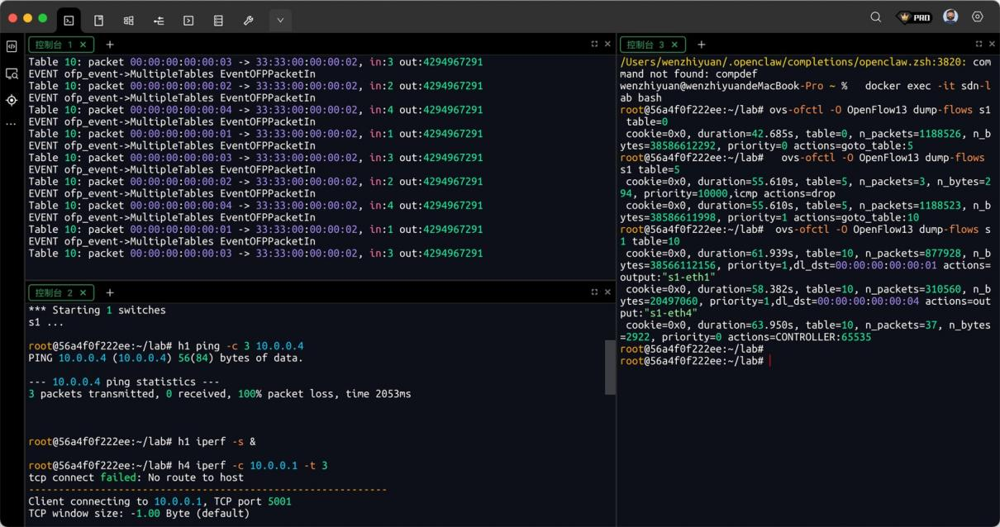 PRO
控制台 1 × +
Table 10: packet 00:00:00:00:00:03 -> 33:33:00:00:00:02, in:3 out:4294967291
EVENT ofp_event->MultipleTables EventOFPPacketIn
Table 10: packet 00:00:00:00:00:02 -> 33:33:00:00:00:02, in:2 out:4294967291
EVENT ofp_event->MultipleTables EventOFPPacketIn
Table 10: packet 00:00:00:00:00:04 -> 33:33:00:00:00:02, in:4 out:4294967291
EVENT ofp_event->MultipleTables EventOFPPacketIn
Table 10: packet 00:00:00:00:00:01 -> 33:33:00:00:00:02, in:1 out:4294967291
EVENT ofp_event->MultipleTables EventOFPPacketIn
Table 10: packet 00:00:00:00:00:03 -> 33:33:00:00:00:02, in:3 out:4294967291
EVENT ofp_event->MultipleTables EventOFPPacketIn
Table 10: packet 00:00:00:00:00:02 -> 33:33:00:00:00:02, in:2 out:4294967291
EVENT ofp_event->MultipleTables EventOFPPacketIn
Table 10: packet 00:00:00:00:00:04 -> 33:33:00:00:00:02, in:4 out:4294967291
EVENT ofp_event->MultipleTables EventOFPPacketIn
Table 10: packet 00:00:00:00:00:01 -> 33:33:00:00:00:02, in:1 out:4294967291
EVENT ofp_event->MultipleTables EventOFPPacketIn
Table 10: packet 00:00:00:00:00:03 -> 33:33:00:00:00:02, in:3 out:4294967291
控制台 2 × +
*** Starting 1 switches
s1 ...
root@56a4f0f222ee:~/lab# h1 ping -c 3 10.0.0.4
PING 10.0.0.4 (10.0.0.4) 56(84) bytes of data.
--- 10.0.0.4 ping statistics ---
3 packets transmitted, 0 received, 100% packet loss, time 2053ms
root@56a4f0f222ee:~/lab# h1 iperf -s &
root@56a4f0f222ee:~/lab# h4 iperf -c 10.0.0.1 -t 3
tcp connect failed: No route to host
------------------------------------------------------------
Client connecting to 10.0.0.1, TCP port 5001
TCP window size: -1.00 Byte (default)
控制台 3 × +
/Users/wenzhiyuan/.openclaw/completions/openclaw.zsh:3820: com
mand not found: compdef
wenzhiyuan@wenzhiyuandeMacBook-Pro ~ %   docker exec -it sdn-l
ab bash
root@56a4f0f222ee:~/lab# ovs-ofctl -O OpenFlow13 dump-flows s1
 table=0
 cookie=0x0, duration=42.685s, table=0, n_packets=1188526, n_b
ytes=38586612292, priority=0 actions=goto_table:5
root@56a4f0f222ee:~/lab#   ovs-ofctl -O OpenFlow13 dump-flows
s1 table=5
 cookie=0x0, duration=55.610s, table=5, n_packets=3, n_bytes=2
94, priority=10000,icmp actions=drop
 cookie=0x0, duration=55.610s, table=5, n_packets=1188523, n_b
ytes=38586611998, priority=1 actions=goto_table:10
root@56a4f0f222ee:~/lab#  ovs-ofctl -O OpenFlow13 dump-flows s
1 table=10
 cookie=0x0, duration=61.939s, table=10, n_packets=877928, n_b
ytes=38566112156, priority=1,dl_dst=00:00:00:00:00:01 actions=
output:"s1-eth1"
 cookie=0x0, duration=58.382s, table=10, n_packets=310560, n_b
ytes=20497060, priority=1,dl_dst=00:00:00:00:00:04 actions=out
put:"s1-eth4"
 cookie=0x0, duration=63.950s, table=10, n_packets=37, n_bytes
=2922, priority=0 actions=CONTROLLER:65535
root@56a4f0f222ee:~/lab#
root@56a4f0f222ee:~/lab#